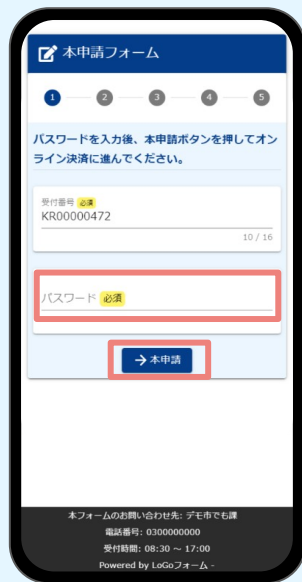 本申請フォーム
1 2 3 4 5
パスワードを入力後、本申請ボタンを押してオン
ライン決済に進んでください。
受付番号 必須
KR00000472
10 / 16
パスワード 必須
→ 本申請
本フォームのお問い合わせ先: デモ市でも課
電話番号: 0300000000
受付時間: 08:30 ～ 17:00
Powered by LoGoフォーム -